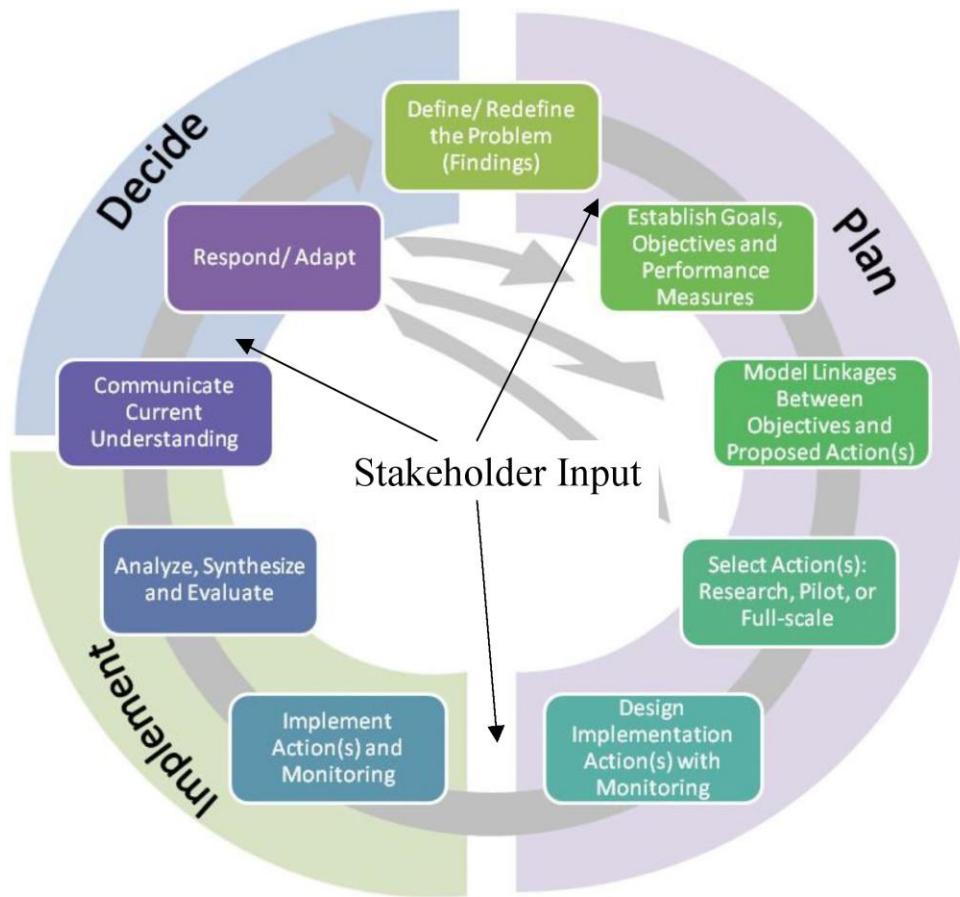 Decide
Plan
Implement
Define/ Redefine
the Problem
(Findings)
Establish Goals,
Objectives and
Performance
Measures
Model Linkages
Between
Objectives and
Proposed Action(s)
Select Action(s):
Research, Pilot, or
Full-scale
Design
Implementation
Action(s) with
Monitoring
Implement
Action(s) and
Monitoring
Analyze, Synthesize
and Evaluate
Communicate
Current
Understanding
Respond/ Adapt
Stakeholder Input